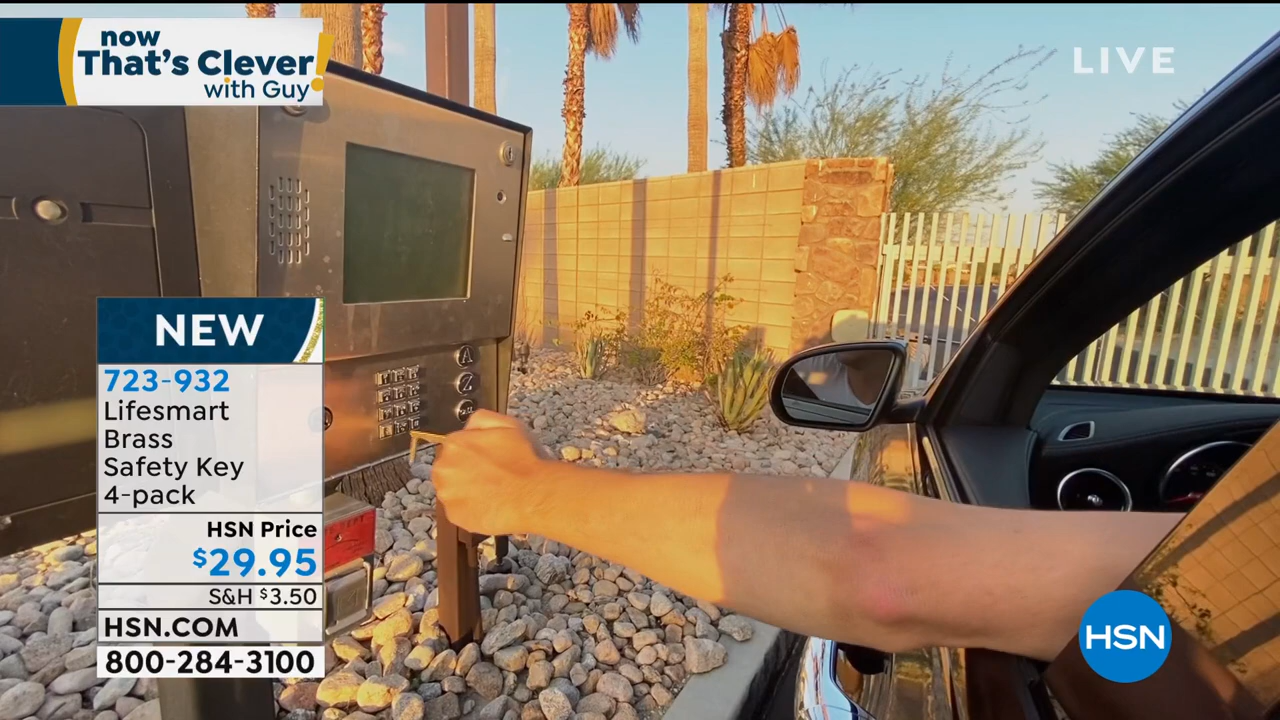 now
That's Clever!
with Guy
LIVE
NEW
723-932
Lifesmart
Brass
Safety Key
4-pack
HSN Price
$29.95
S&H $3.50
HSN.COM
800-284-3100
A
Z
HSN